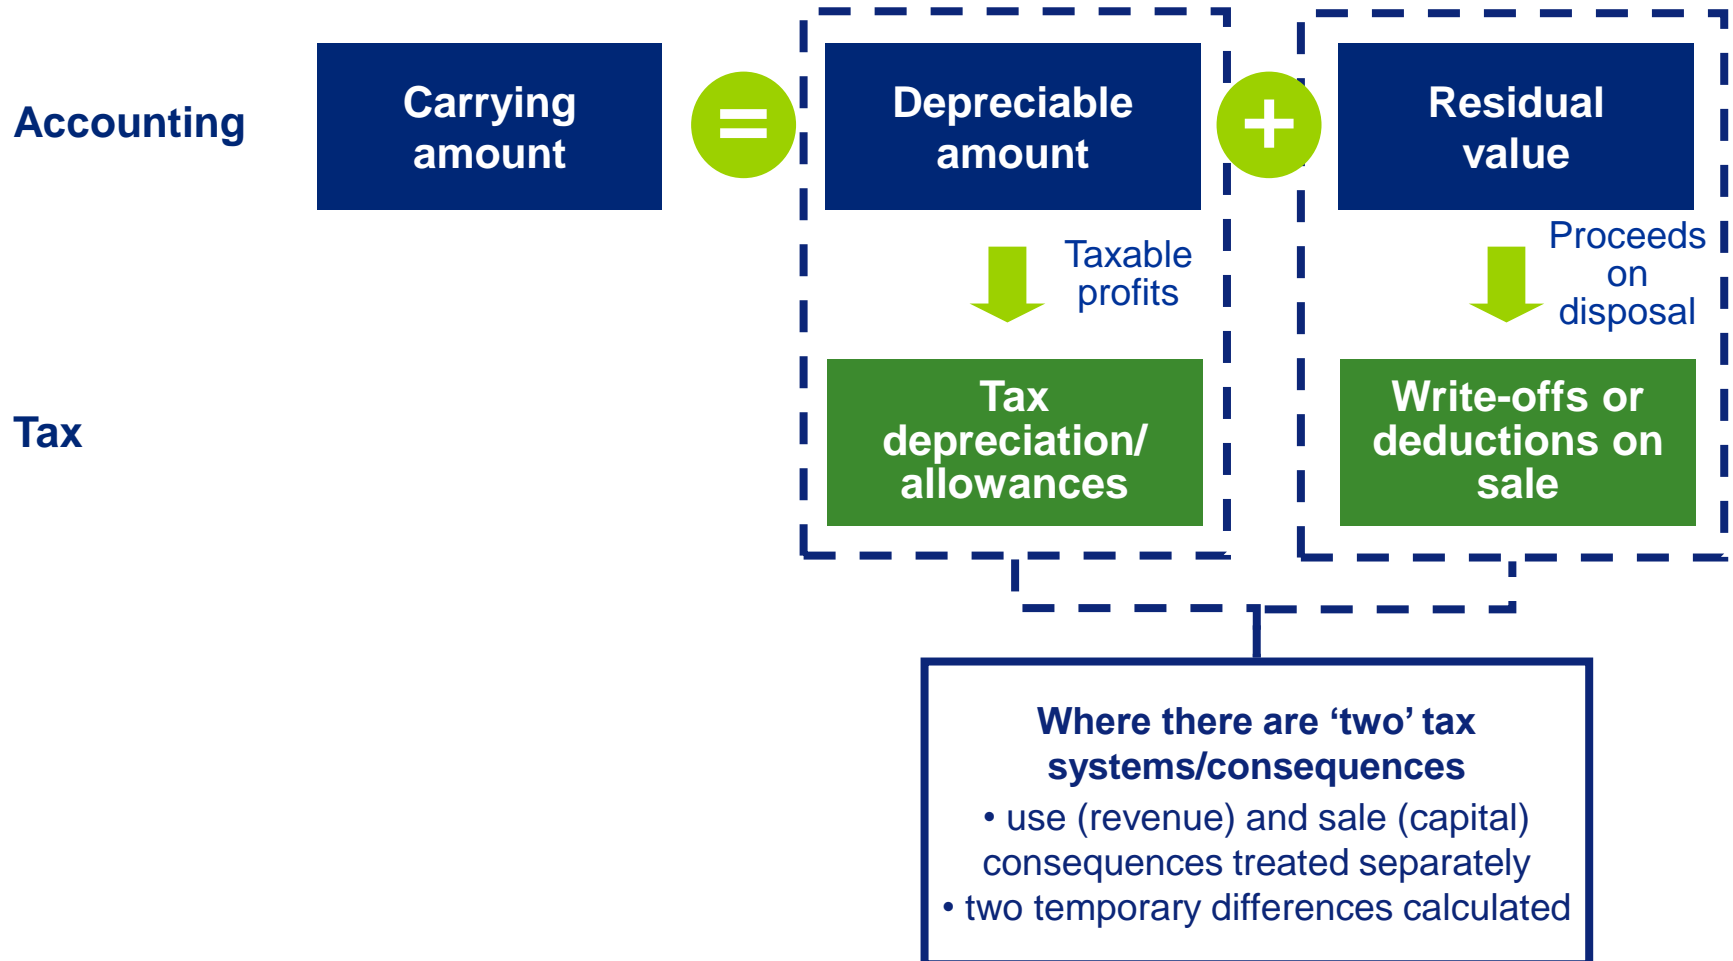 Accounting
Carrying
amount
=
Depreciable
amount
+
Residual
value
Taxable
profits
Proceeds
on
disposal
Tax
Tax
depreciation/
allowances
Write-offs or
deductions on
sale
Where there are ‘two’ tax
systems/consequences
• use (revenue) and sale (capital)
consequences treated separately
• two temporary differences calculated